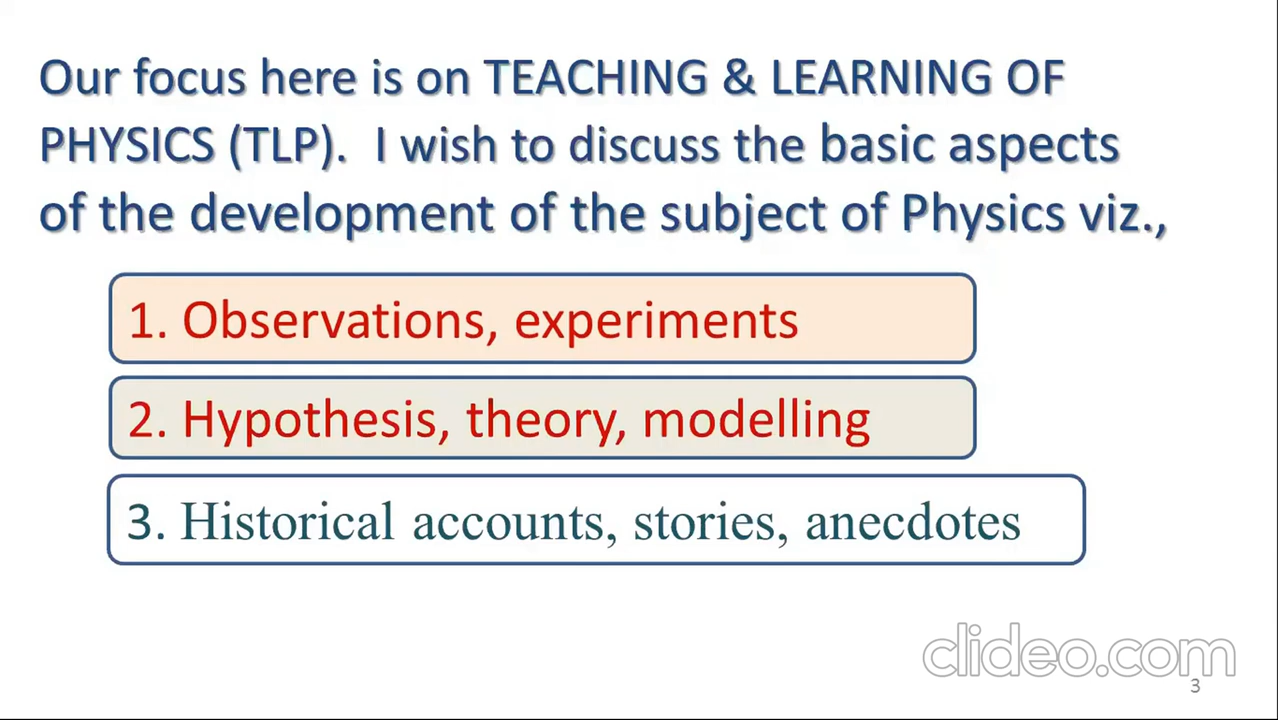 Our focus here is on TEACHING & LEARNING OF
PHYSICS (TLP).  I wish to discuss the basic aspects
of the development of the subject of Physics viz.,
1. Observations, experiments
2. Hypothesis, theory, modelling
3. Historical accounts, stories, anecdotes
clideo.com
3